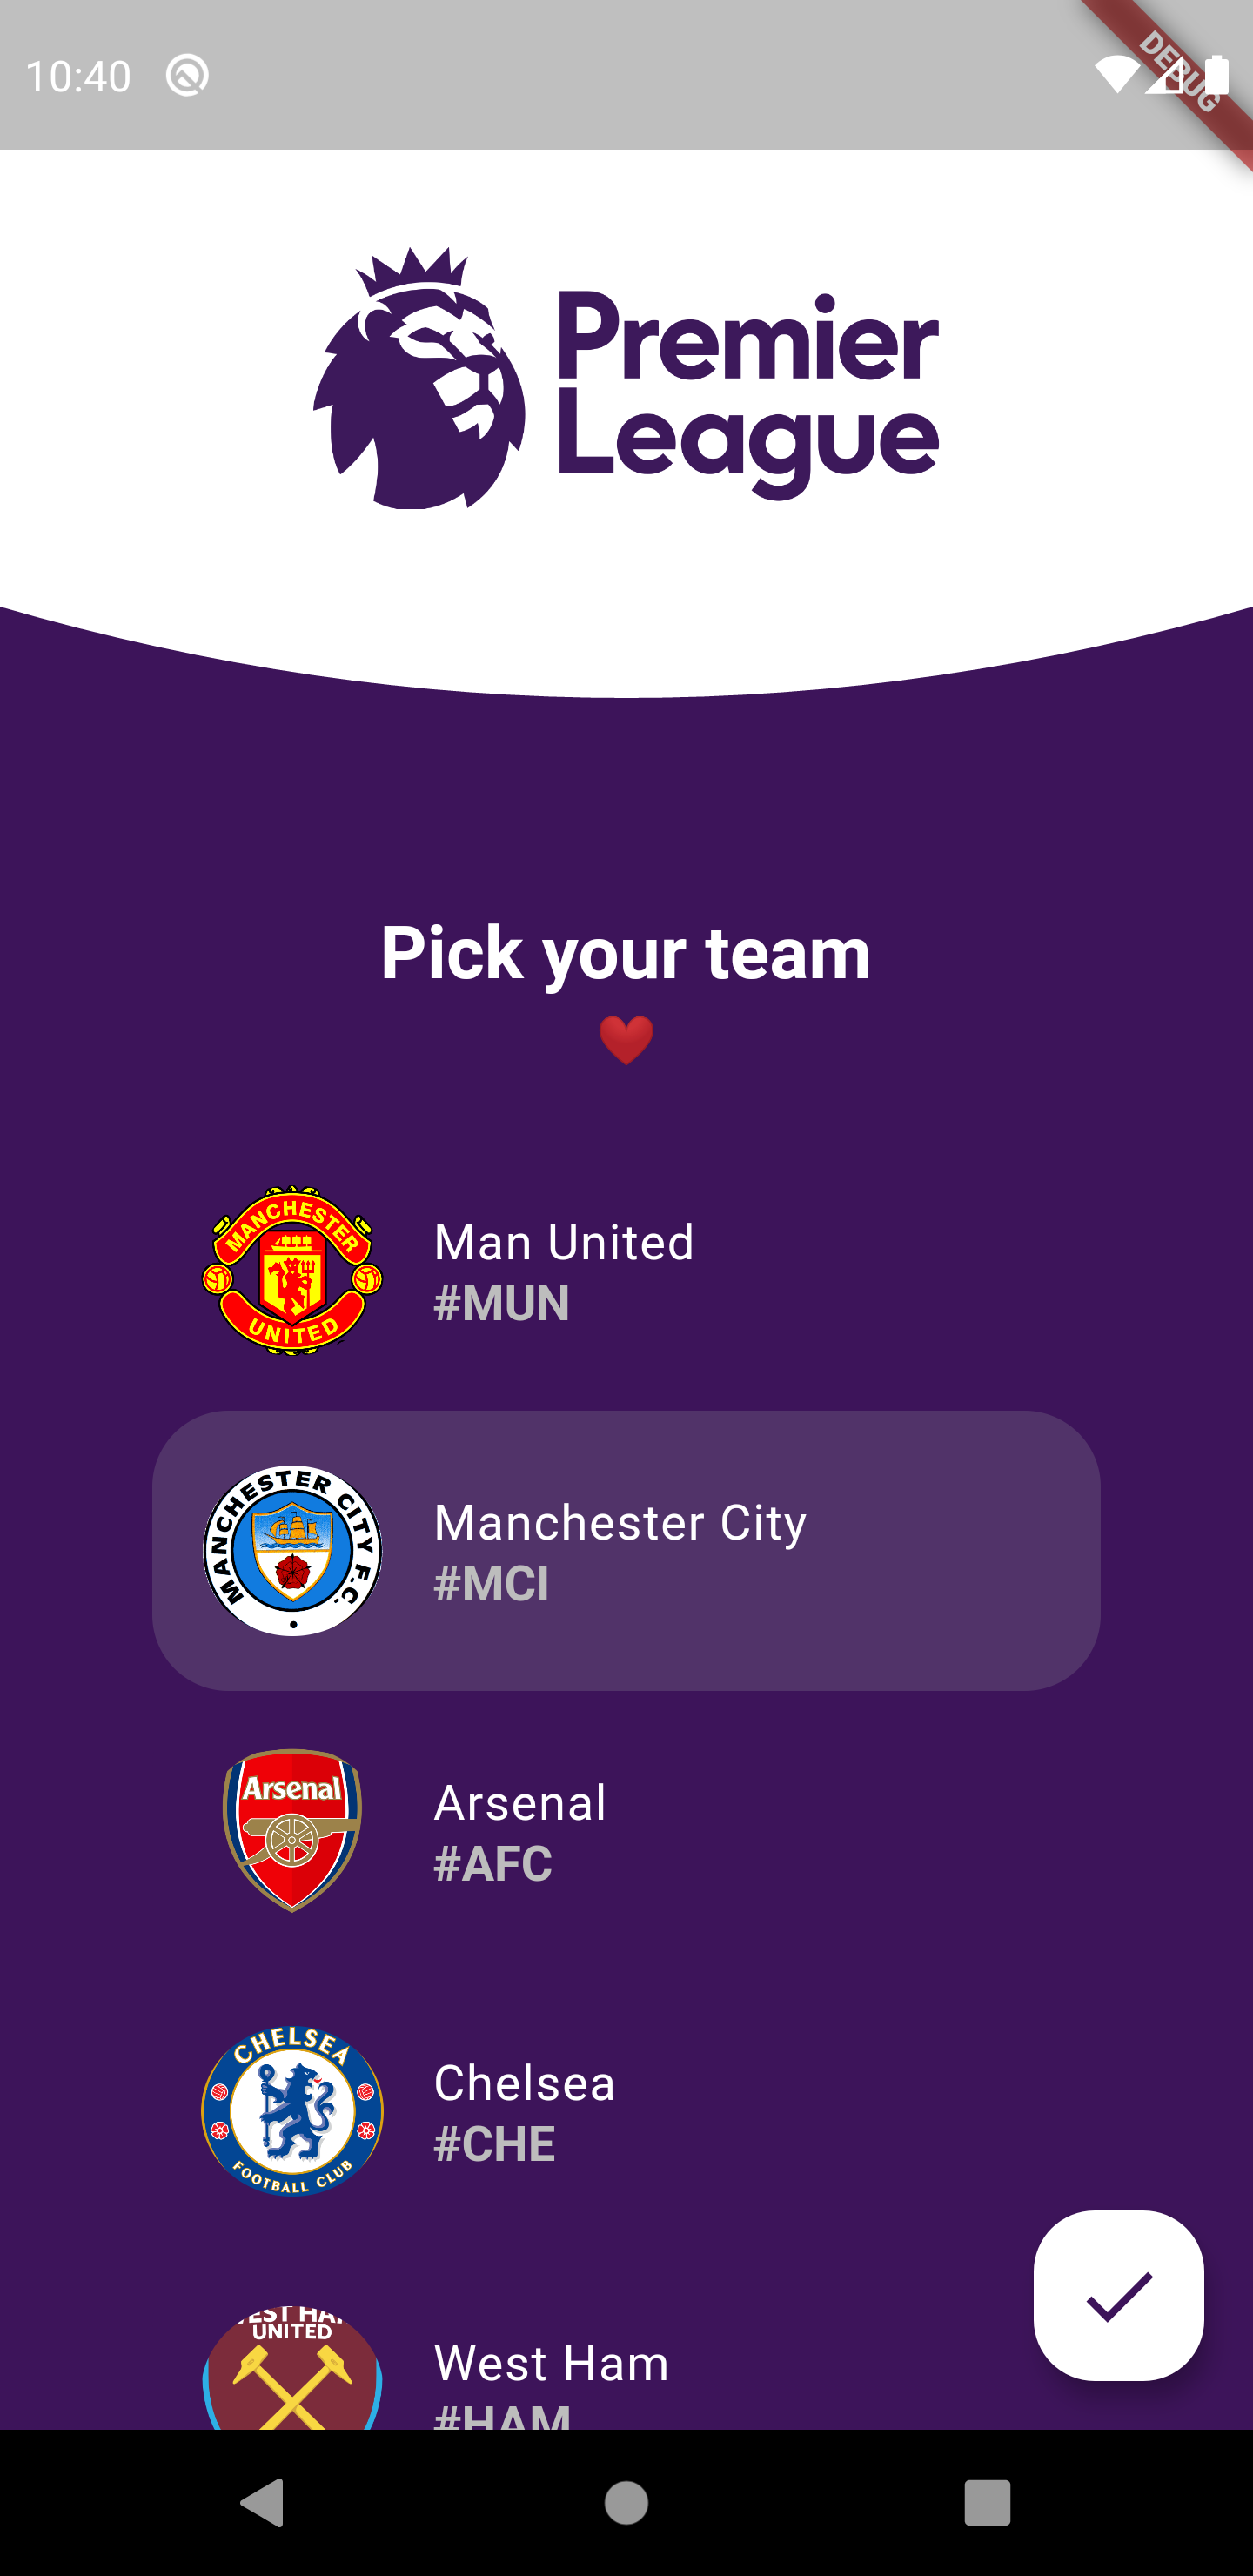 10:40
DEBUG
Premier
League
Pick your team
MANCHESTER
UNITED
Man United
#MUN
MANCHESTER CITY F.C.
Manchester City
#MCI
Arsenal
Arsenal
#AFC
CHELSEA
FOOTBALL CLUB
Chelsea
#CHE
UNITED
West Ham
#HAM